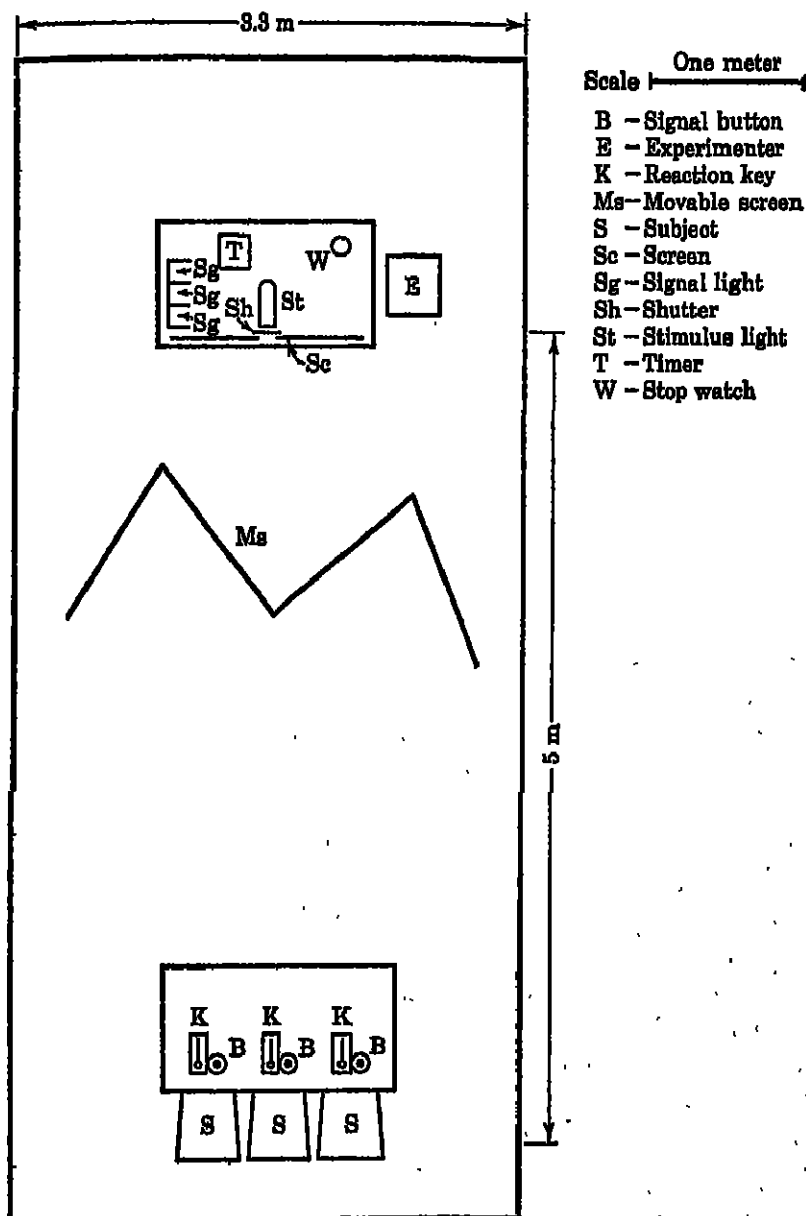 3.3 m
Scale
One meter
B – Signal button
E – Experimenter
K – Reaction key
Ms – Movable screen
S – Subject
Sc – Screen
Sg – Signal light
Sh – Shutter
St – Stimulus light
T – Timer
W – Stop watch
T
W
Sg
Sg
Sg
Sh
St
E
Sc
Ms
5 m
K K K
B B B
S S S